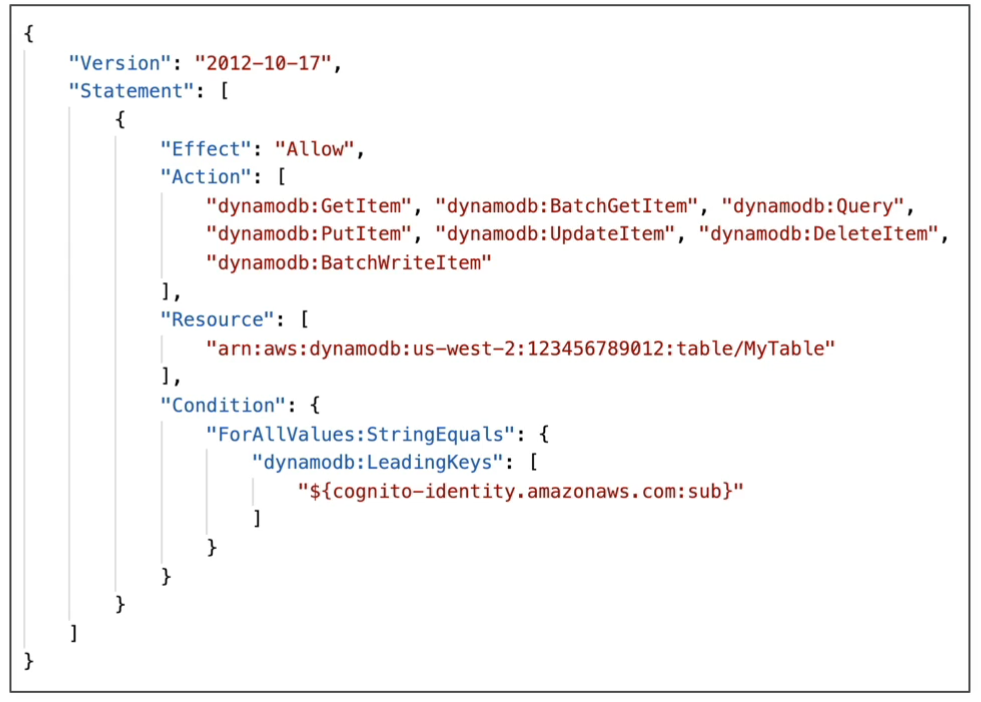 {
"Version": "2012-10-17",
"Statement": [
{
"Effect": "Allow",
"Action": [
"dynamodb:GetItem", "dynamodb:BatchGetItem", "dynamodb:Query",
"dynamodb:PutItem", "dynamodb:UpdateItem", "dynamodb:DeleteItem",
"dynamodb:BatchWriteItem"
],
"Resource": [
"arn:aws:dynamodb:us-west-2:123456789012:table/MyTable"
],
"Condition": {
"ForAllValues:StringEquals": {
"dynamodb:LeadingKeys": [
"${cognito-identity.amazonaws.com:sub}"
]
}
}
}
]
}